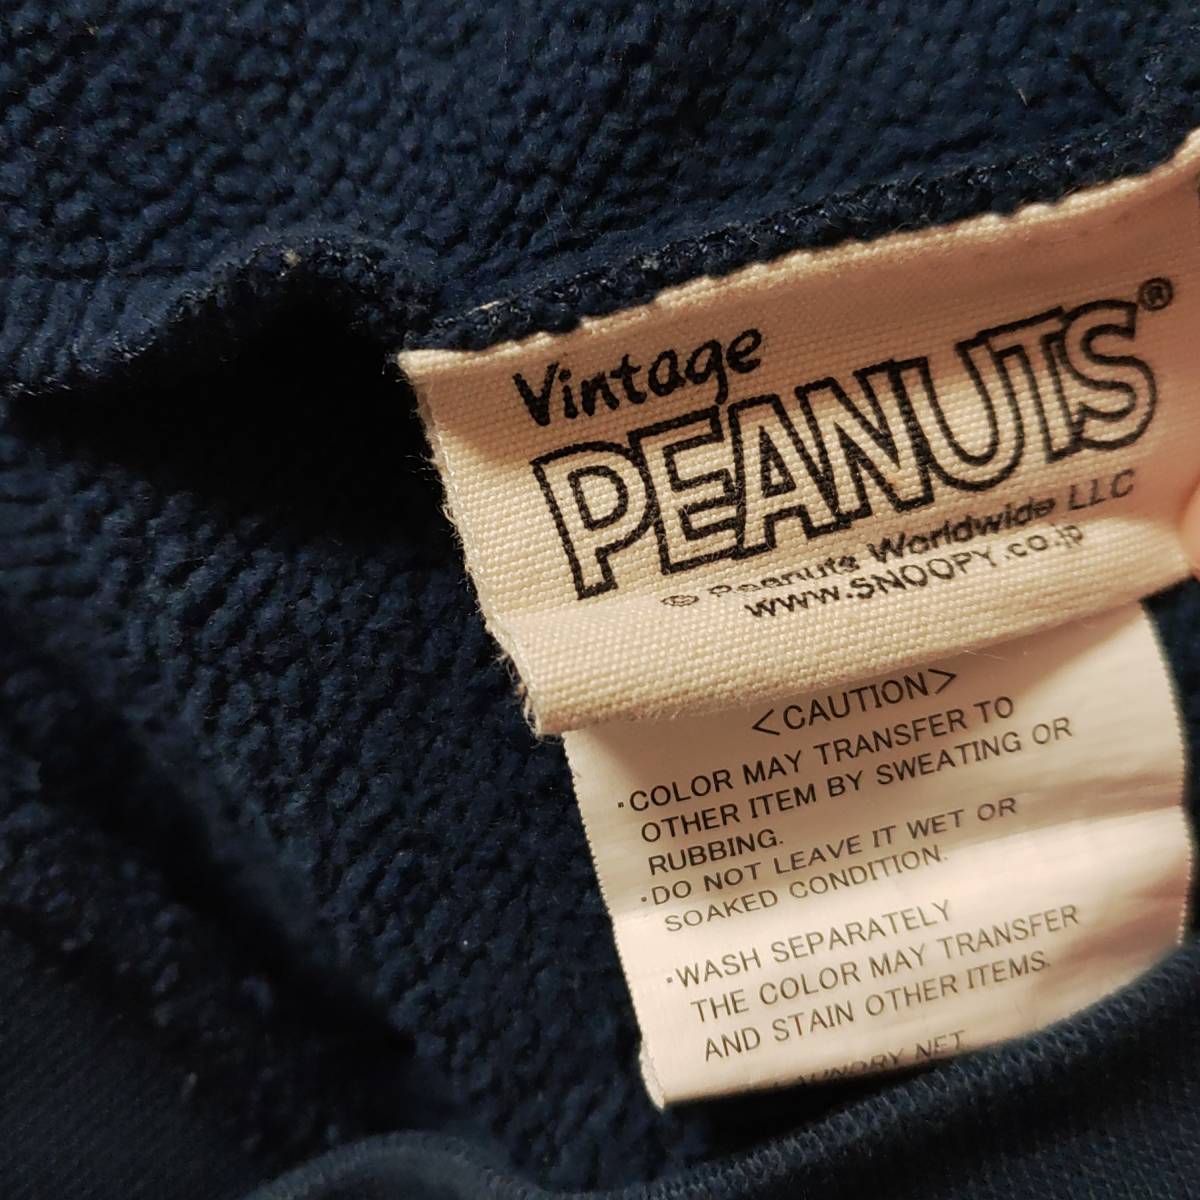 Vintage
PEANUTS®
© Peanuts Worldwide LLC
www.SNOOPY.co.jp
<CAUTION>
・COLOR MAY TRANSFER TO
OTHER ITEM BY SWEATING OR
RUBBING.
・DO NOT LEAVE IT WET OR
SOAKED CONDITION.
・WASH SEPARATELY
THE COLOR MAY TRANSFER
AND STAIN OTHER ITEMS.
LAUNDRY NET